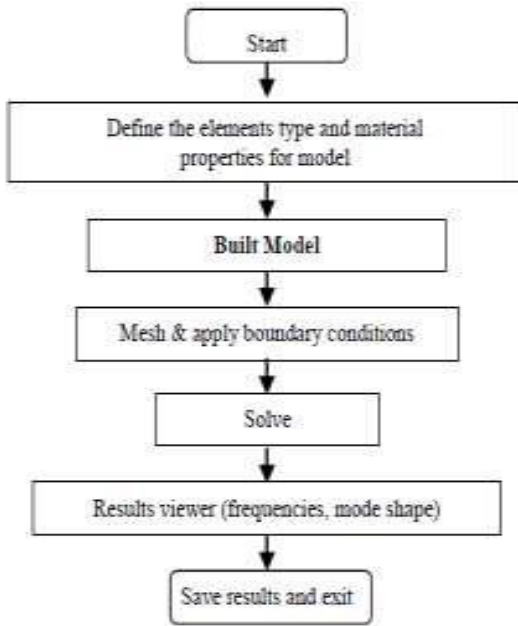 Start
Define the elements type and material
properties for model
Built Model
Mesh & apply boundary conditions
Solve
Results viewer (frequencies, mode shape)
Save results and exit